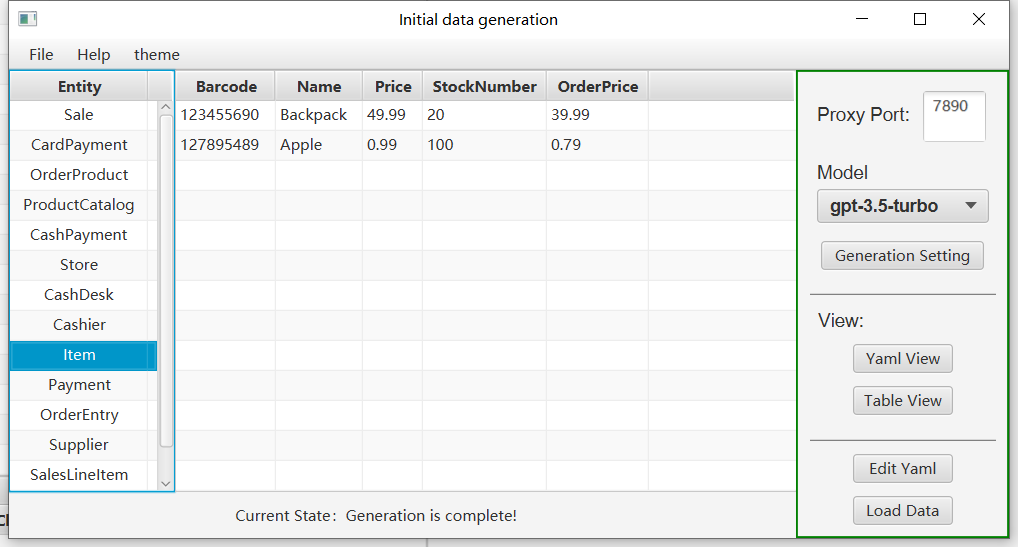 Initial data generation
File Help theme
Entity Barcode Name Price StockNumber OrderPrice
Sale 123455690 Backpack 49.99 20 39.99
CardPayment 127895489 Apple 0.99 100 0.79
OrderProduct
ProductCatalog
CashPayment
Store
CashDesk
Cashier
Item
Payment
OrderEntry
Supplier
SalesLineItem
Proxy Port: 7890
Model
gpt-3.5-turbo
Generation Setting
View:
Yaml View
Table View
Edit Yaml
Load Data
Current State：Generation is complete!